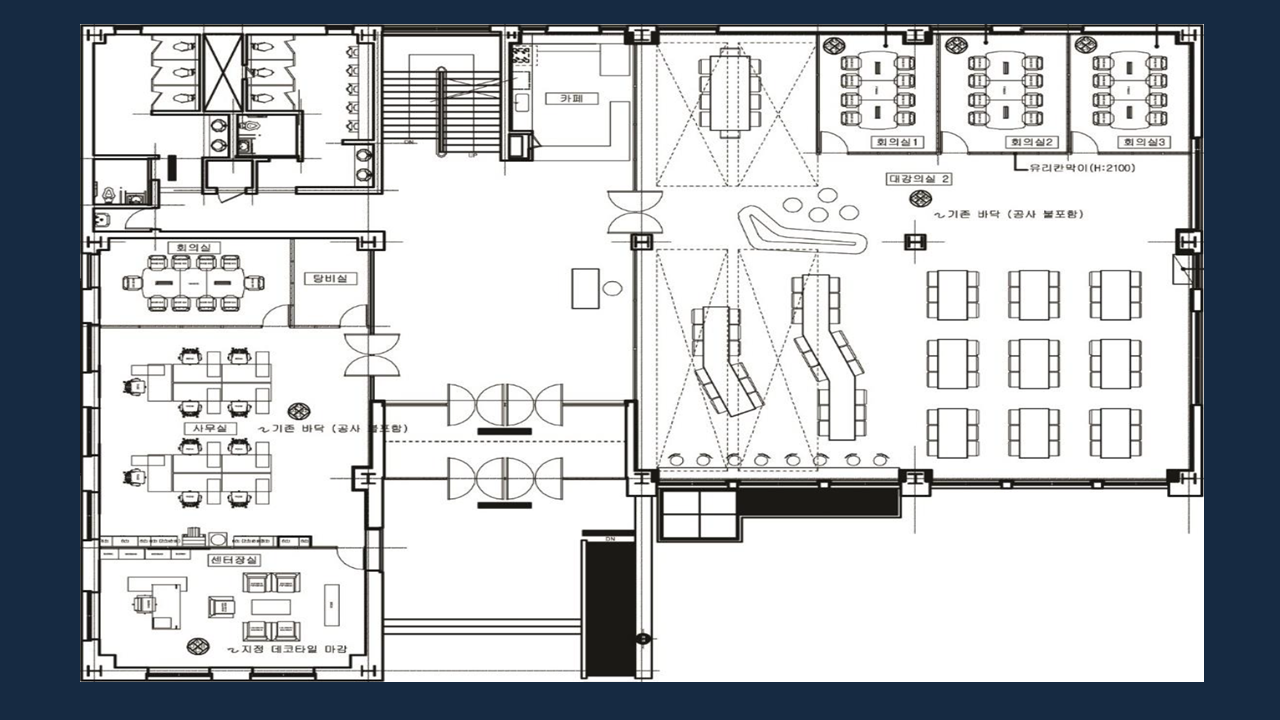 카페
회의실1
회의실2
회의실3
유리칸막이(H:2100)
대강의실 2
기존 바닥 (공사 불포함)
회의실
당비실
사무실
기존 바닥 (공사 불포함)
DN
센터장실
지정 데코타일 마감